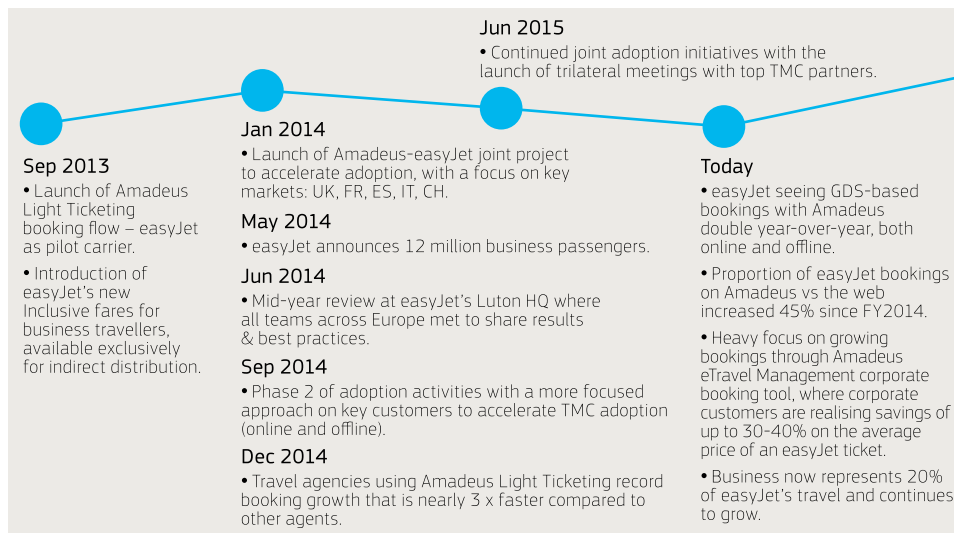 Sep 2013
• Launch of Amadeus
Light Ticketing
booking flow – easyJet
as pilot carrier.
• Introduction of
easyJet's new
Inclusive fares for
business travellers,
available exclusively
for indirect distribution.
Jan 2014
• Launch of Amadeus-easyJet joint project
to accelerate adoption, with a focus on key
markets: UK, FR, ES, IT, CH.
May 2014
• easyJet announces 12 million business passengers.
Jun 2014
• Mid-year review at easyJet's Luton HQ where
all teams across Europe met to share results
& best practices.
Sep 2014
• Phase 2 of adoption activities with a more focused
approach on key customers to accelerate TMC adoption
(online and offline).
Dec 2014
• Travel agencies using Amadeus Light Ticketing record
booking growth that is nearly 3 x faster compared to
other agents.
Jun 2015
• Continued joint adoption initiatives with the
launch of trilateral meetings with top TMC partners.
Today
• easyJet seeing GDS-based
bookings with Amadeus
double year-over-year, both
online and offline.
• Proportion of easyJet bookings
on Amadeus vs the web
increased 45% since FY2014.
• Heavy focus on growing
bookings through Amadeus
eTravel Management corporate
booking tool, where corporate
customers are realising savings of
up to 30-40% on the average
price of an easyJet ticket.
• Business now represents 20%
of easyJet's travel and continues
to grow.